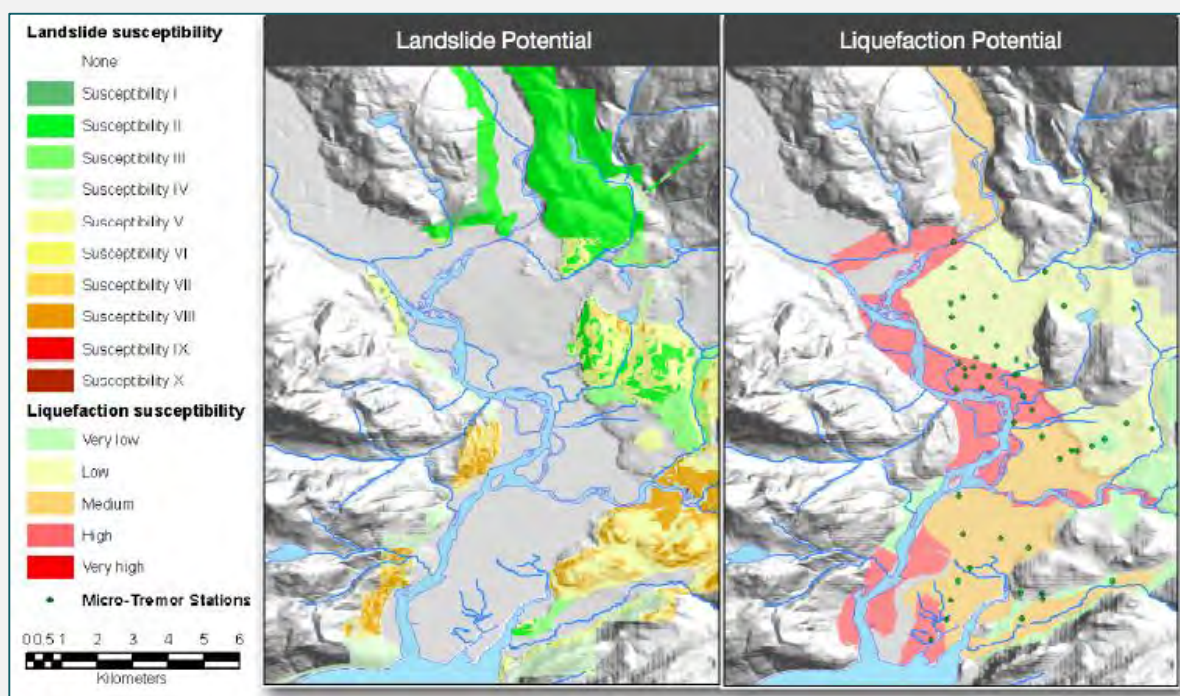 Landslide susceptibility
None
Susceptibility I
Susceptibility II
Susceptibility III
Susceptibility IV
Susceptibility V
Susceptibility VI
Susceptibility VII
Susceptibility VIII
Susceptibility IX
Susceptibility X
Liquefaction susceptibility
Very low
Low
Medium
High
Very high
Micro-Tremor Stations
0 0.5 1 2 3 4 5 6
Kilometers
Landslide Potential
Liquefaction Potential